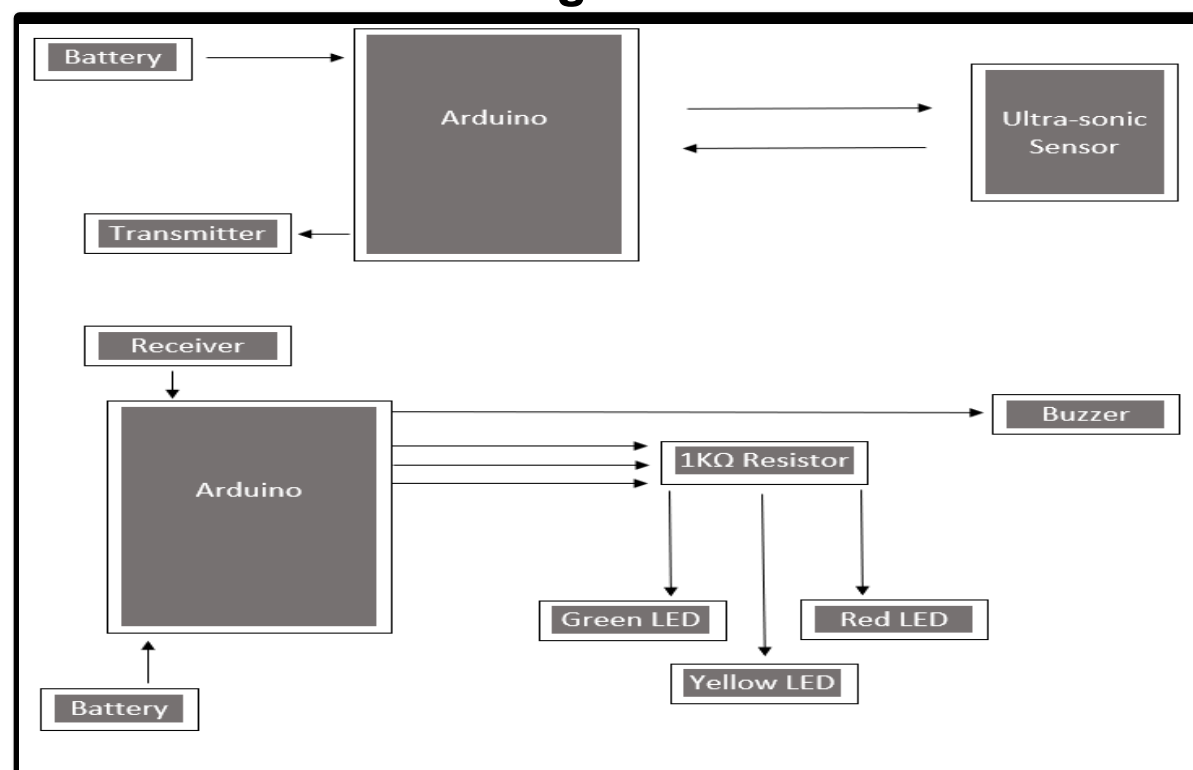 Battery
Arduino
Ultra-sonic
Sensor
Transmitter
Receiver
Buzzer
1KΩ Resistor
Arduino
Green LED
Red LED
Yellow LED
Battery